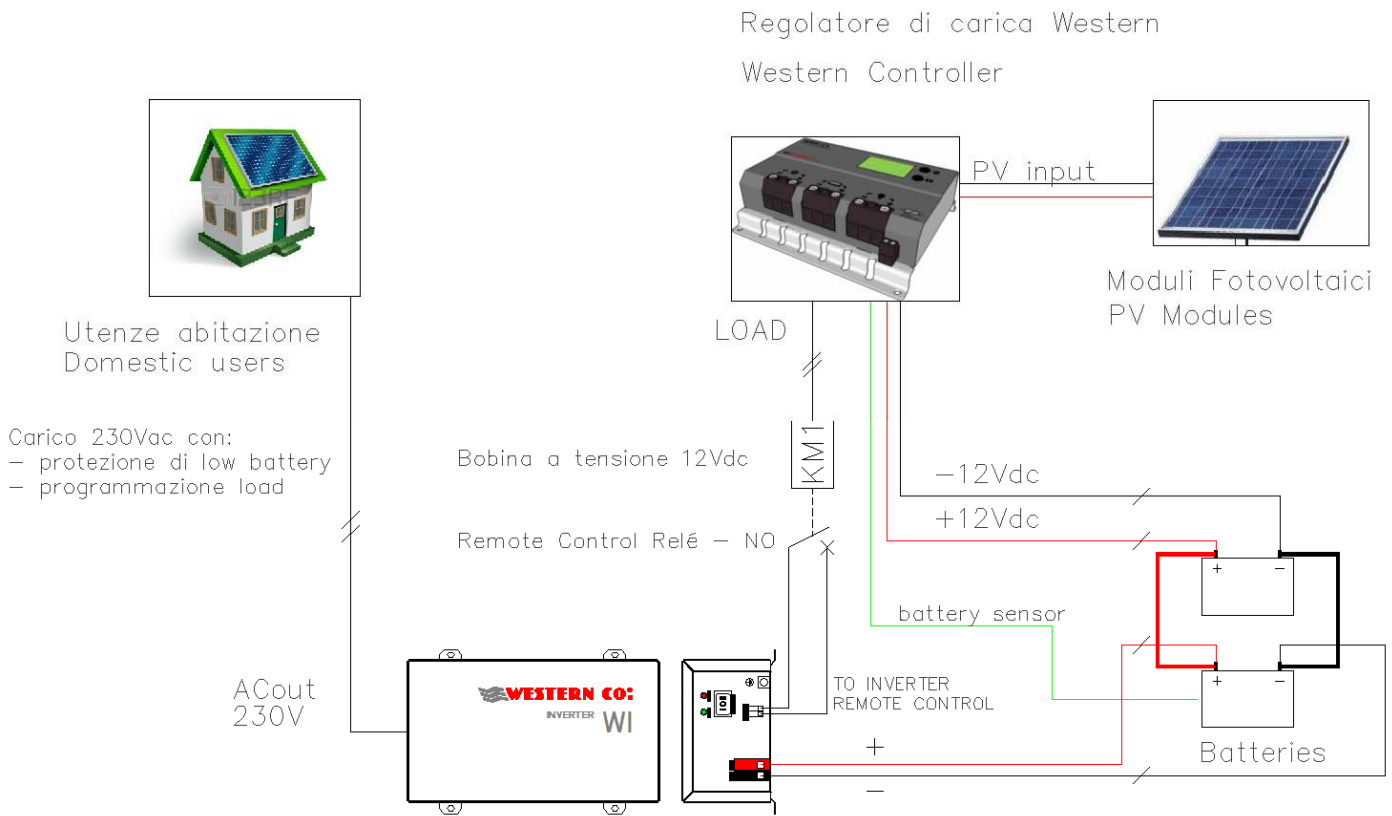 Regolatore di carica Western
Western Controller
PV input
Moduli Fotovoltaici
PV Modules
Utenze abitazione
Domestic users
LOAD
Carico 230Vac con:
– protezione di low battery
– programmazione load
Bobina a tensione 12Vdc
KM1
–12Vdc
+12Vdc
Remote Control Relé – NO
+ –
battery sensor
+ –
ACout
230V
WESTERN CO:
INVERTER WI
TO INVERTER
REMOTE CONTROL
Batteries
+
–